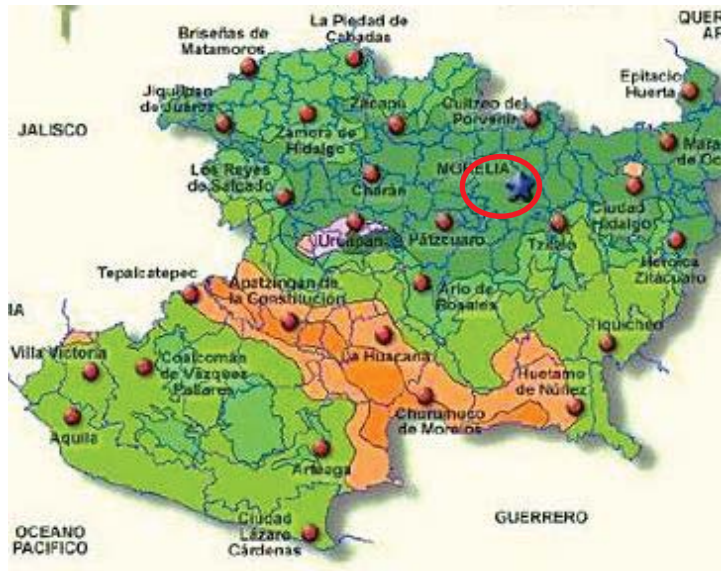 QUER
La Piedad de
Cabadas
Briseñas de
Matamoros
Epitacio
Huerta
Jiquilpan
de Juárez
Zacapu
Cuitzeo del
Porvenir
JALISCO
Zamora de
Hidalgo
Mara
de Oc
Los Reyes
de Salgado
Cherán
MORELIA
Ciudad
Hidalgo
Uruapan
Pátzcuaro
Heroica
Zitácuaro
Tepalcatepec
Apatzingán de
la Constitución
Ario de
Rosales
Tiquicheo
Villa Victoria
Coalcomán
de Vázquez
Pallares
La Huacana
Huetamo
de Núñez
Churumuco
de Morelos
Aquila
Arteaga
GUERRERO
OCEANO
PACIFICO
Ciudad
Lázaro
Cárdenas